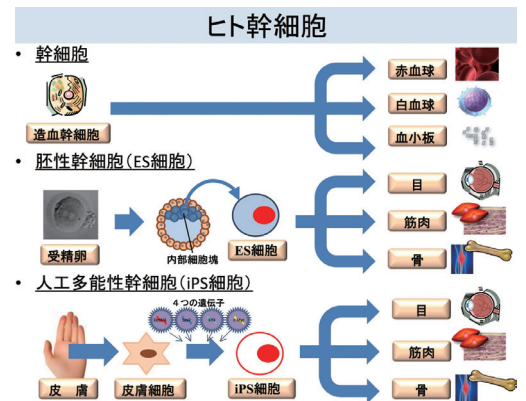 ヒト幹細胞
• 幹細胞
造血幹細胞
赤血球
白血球
血小板
• 胚性幹細胞(ES細胞)
受精卵
内部細胞塊
ES細胞
目
筋肉
骨
• 人工多能性幹細胞(iPS細胞)
4つの遺伝子
皮 膚
皮膚細胞
iPS細胞
目
筋肉
骨